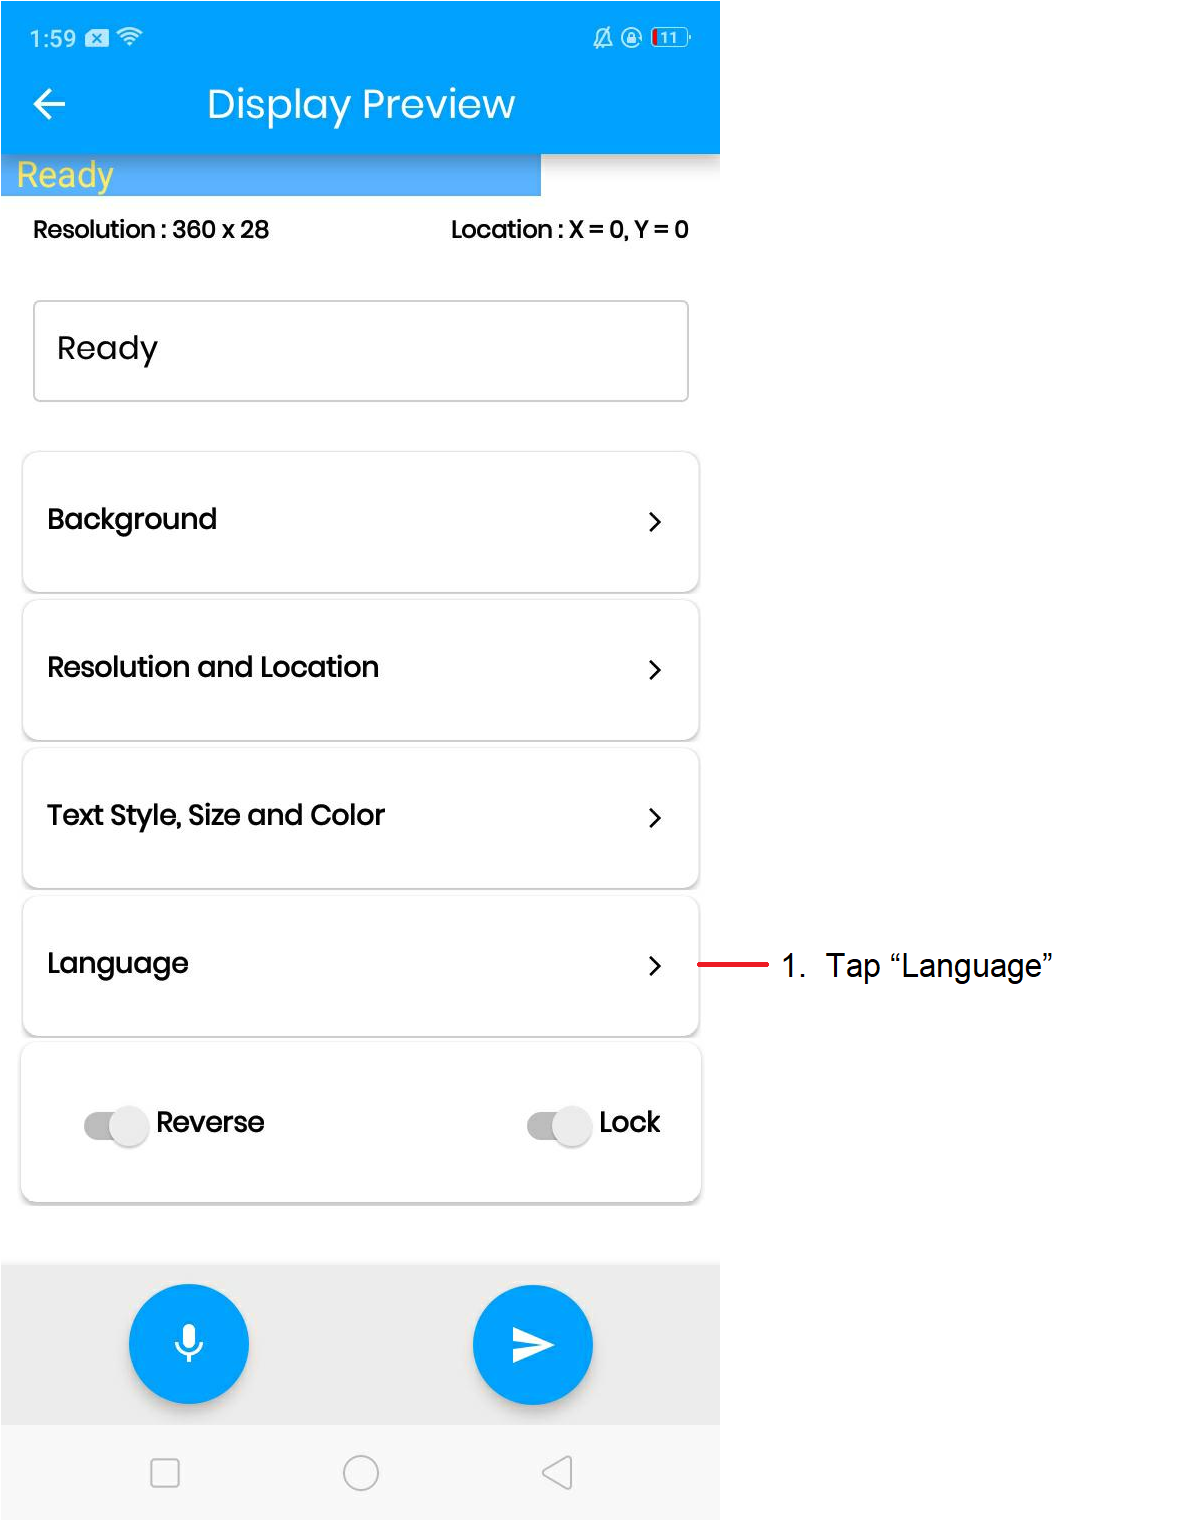 1:59
11
Display Preview
Ready
Resolution : 360 x 28 Location : X = 0, Y = 0
Ready
Background
Resolution and Location
Text Style, Size and Color
Language
1. Tap “Language”
Reverse Lock